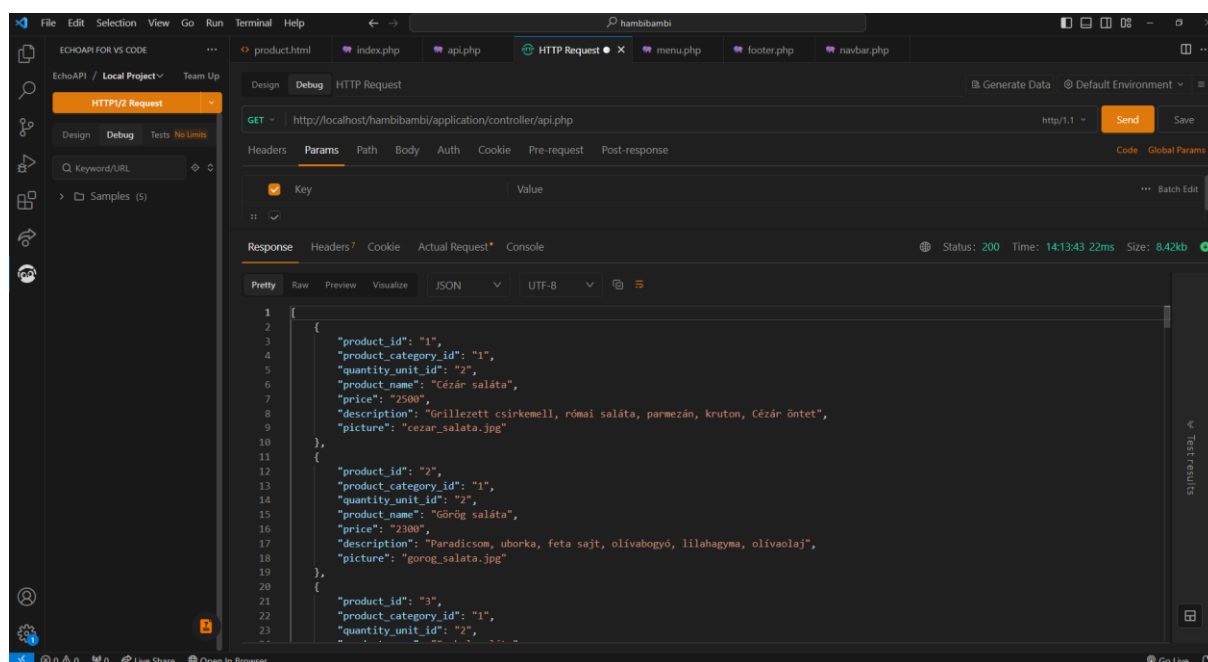 File Edit Selection View Go Run Terminal Help
hambibambi
ECHOAPI FOR VS CODE
product.html index.php api.php HTTP Request menu.php footer.php navbar.php
EchoAPI / Local Project Team Up
Design Debug HTTP Request Generate Data Default Environment
HTTP1/2 Request
GET http://localhost/hambibambi/application/controller/api.php http/1.1 Send Save
Design Debug Tests No Limits
Headers Params Path Body Auth Cookie Pre-request Post-response Code Global Params
Keyword/URL
Key Value Batch Edit
Samples (5)
Response Headers 7 Cookie Actual Request Console Status: 200 Time: 14:13:43 22ms Size: 8.42kb
Pretty Raw Preview Visualize JSON UTF-8
1 [
2 {
3 "product_id": "1",
4 "product_category_id": "1",
5 "quantity_unit_id": "2",
6 "product_name": "Cézár saláta",
7 "price": "2500",
8 "description": "Grillezett csirkemell, római saláta, parmezán, kruton, Cézár öntet",
9 "picture": "cezar_salata.jpg"
10 },
11 {
12 "product_id": "2",
13 "product_category_id": "1",
14 "quantity_unit_id": "2",
15 "product_name": "Görög saláta",
16 "price": "2300",
17 "description": "Paradicsom, uborka, feta sajt, olívabogyó, lilahagyma, olívaolaj",
18 "picture": "gorog_salata.jpg"
19 },
20 {
21 "product_id": "3",
22 "product_category_id": "1",
23 "quantity_unit_id": "2",
Test results
0 0 0 Live Share Open In Browser Go Live